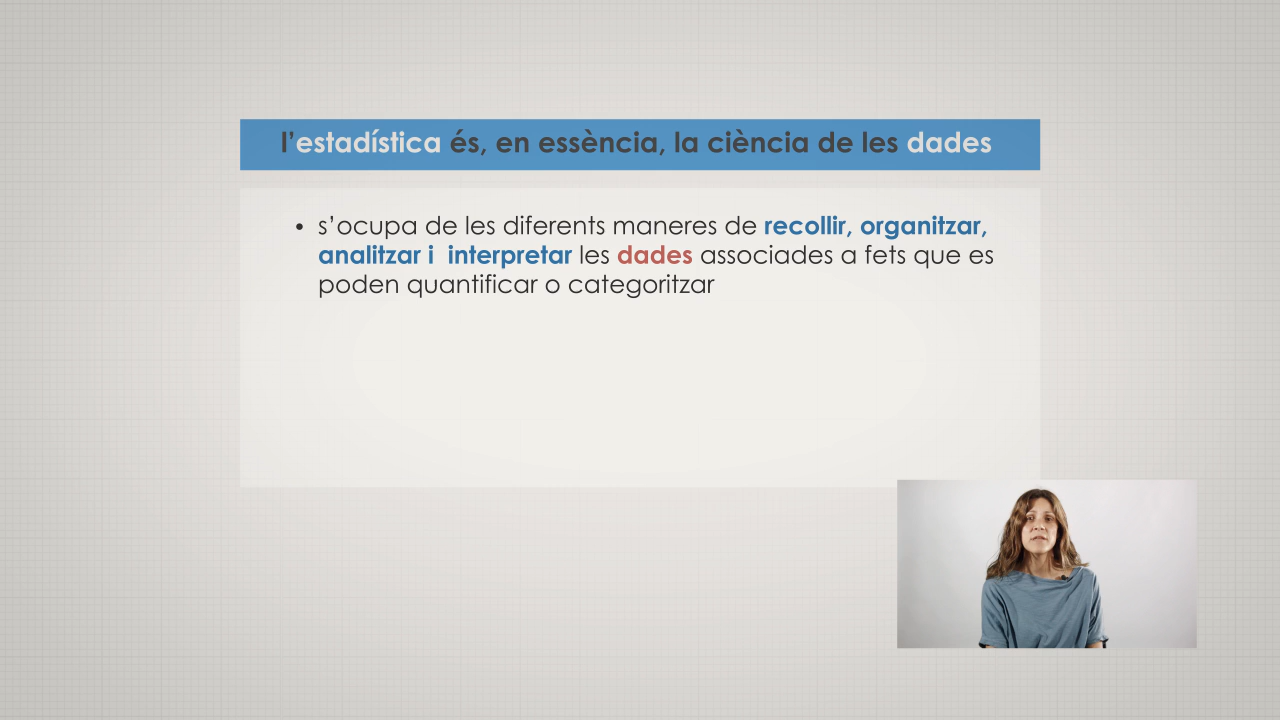 l'estadística és, en essència, la ciència de les dades
• s'ocupa de les diferents maneres de recollir, organitzar,
analitzar i  interpretar les dades associades a fets que es
poden quantificar o categoritzar